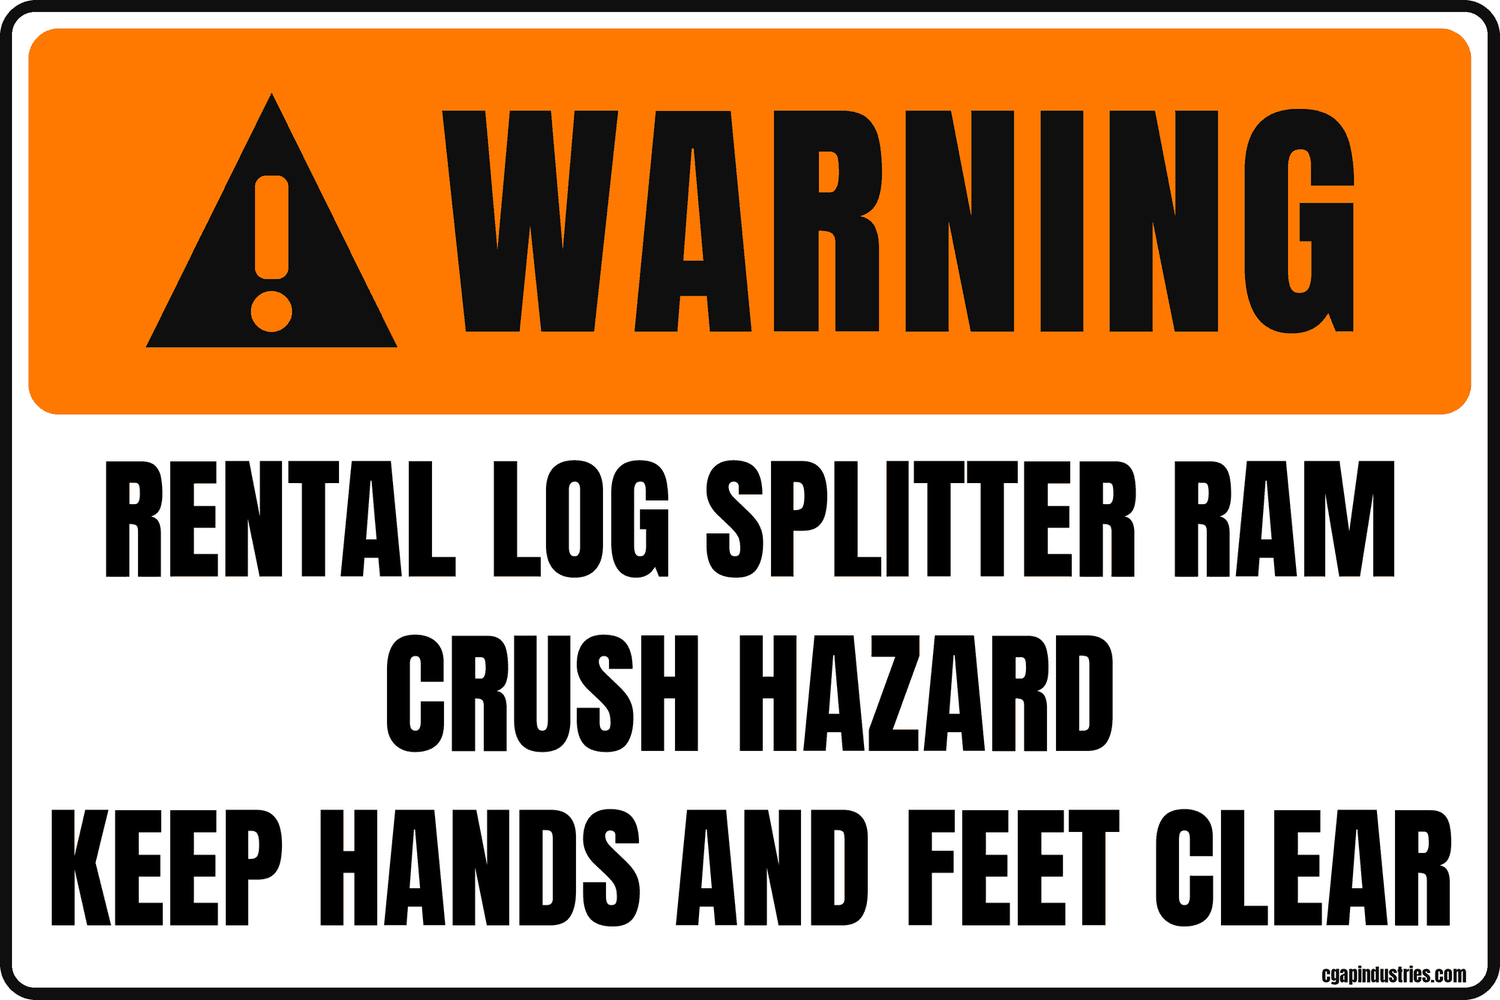 WARNING
RENTAL LOG SPLITTER RAM
CRUSH HAZARD
KEEP HANDS AND FEET CLEAR
cgapindustries.com